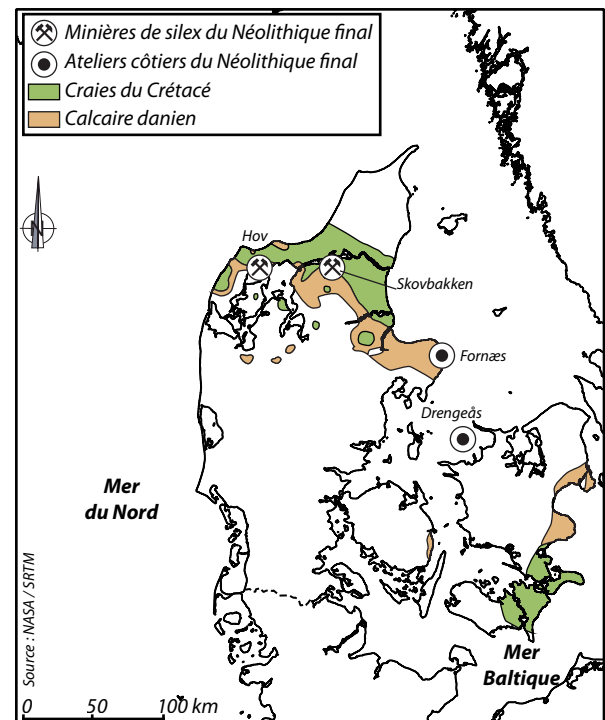 Minières de silex du Néolithique final
Ateliers côtiers du Néolithique final
Craies du Crétacé
Calcaire danien
N
Hov
Skovbakken
Fornæs
Drengeås
Mer
du Nord
Mer
Baltique
Source : NASA / SRTM
0 50 100 km